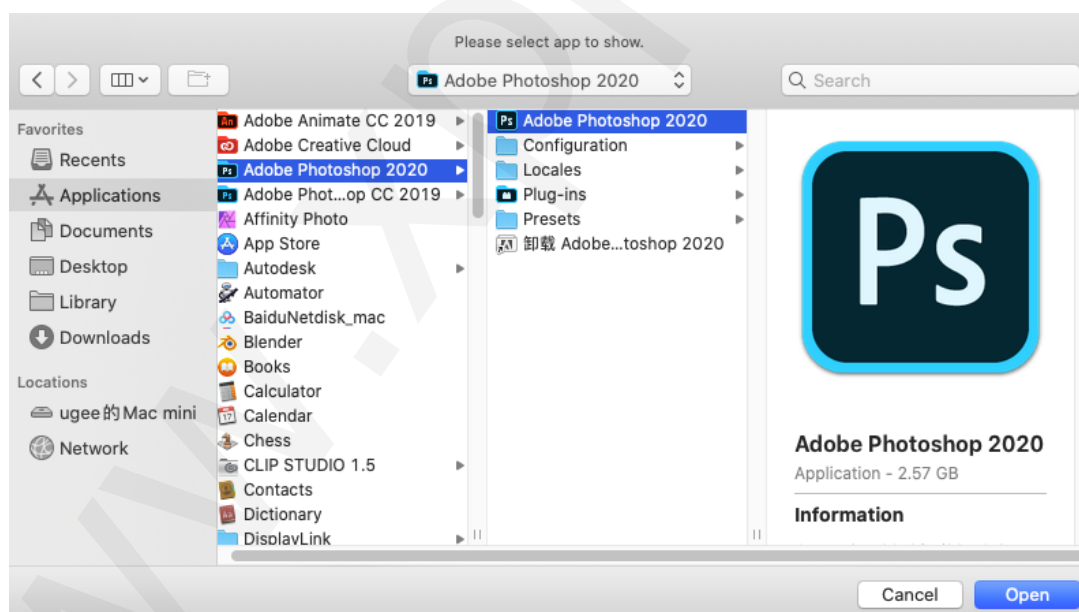 Please select app to show.
Adobe Photoshop 2020
Search
Favorites
Recents
Applications
Documents
Desktop
Library
Downloads
Locations
ugee的Mac mini
Network
Adobe Animate CC 2019
Adobe Creative Cloud
Adobe Photoshop 2020
Adobe Phot...op CC 2019
Affinity Photo
App Store
Autodesk
Automator
BaiduNetdisk_mac
Blender
Books
Calculator
Calendar
Chess
CLIP STUDIO 1.5
Contacts
Dictionary
DisplayLink
Adobe Photoshop 2020
Configuration
Locales
Plug-ins
Presets
卸载 Adobe...toshop 2020
Ps
Adobe Photoshop 2020
Application - 2.57 GB
Information
Cancel
Open